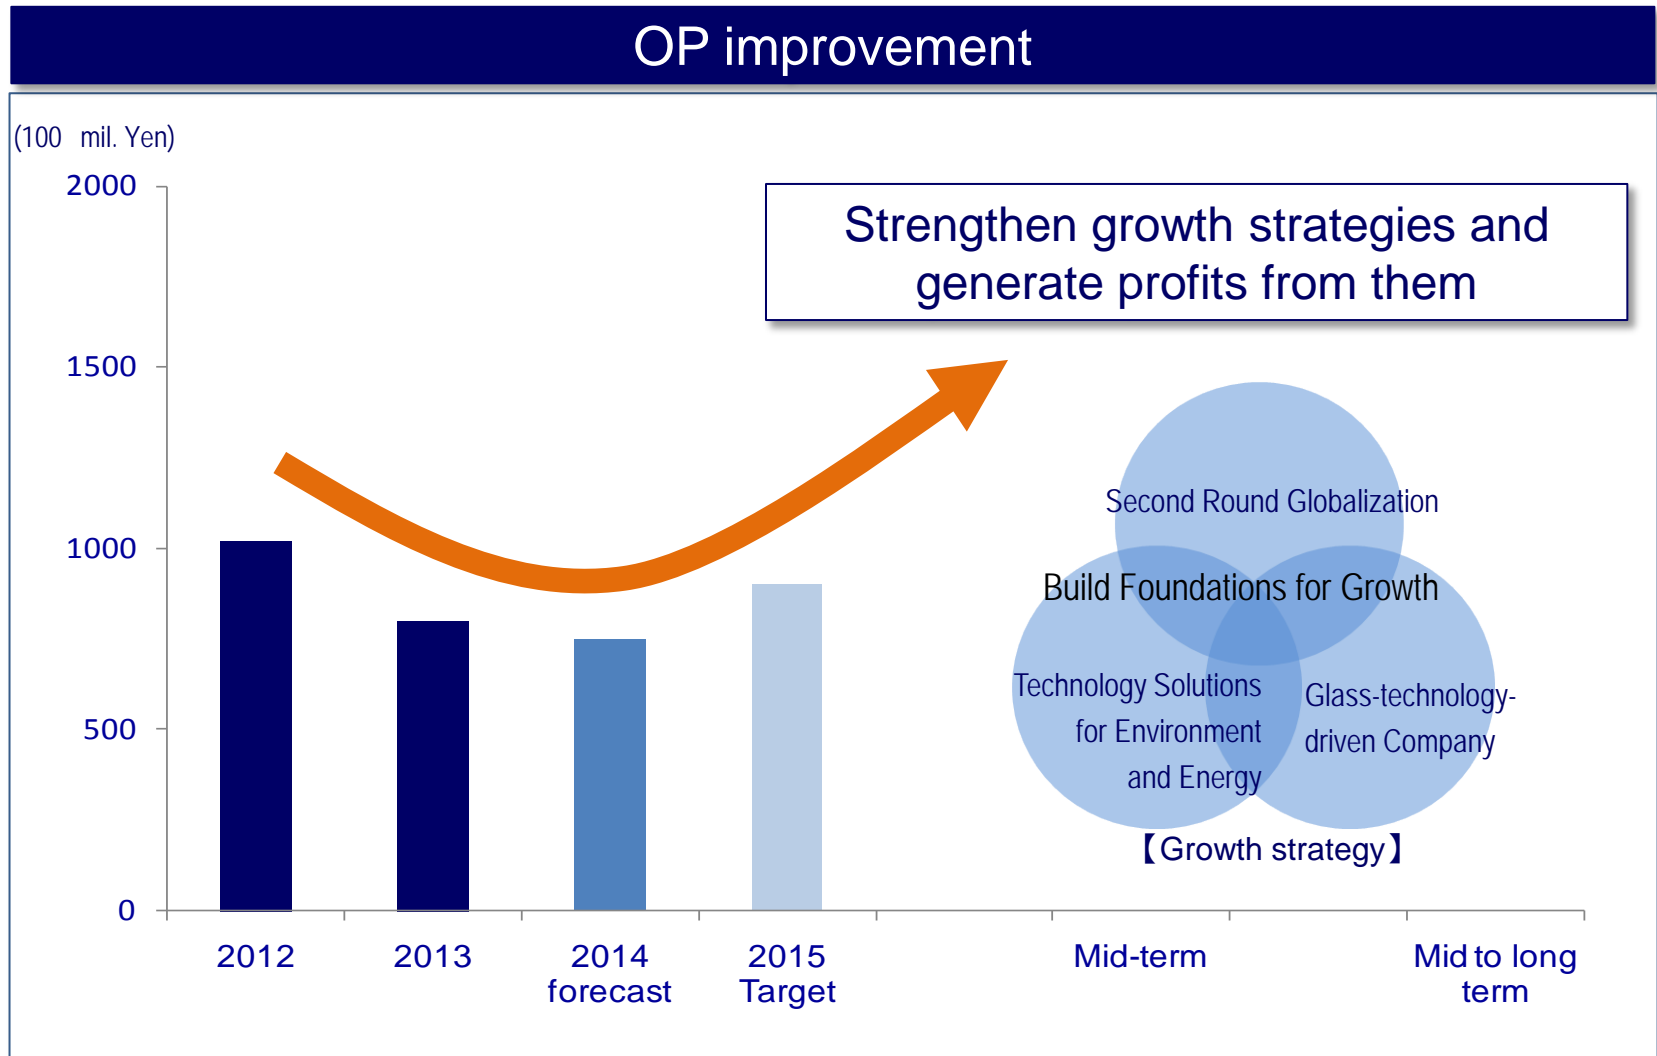 OP improvement
(100 mil. Yen)
2000
1500
1000
500
0
Strengthen growth strategies and
generate profits from them
Second Round Globalization
Build Foundations for Growth
Technology Solutions
for Environment
and Energy
Glass-technology-
driven Company
【Growth strategy】
2012
2013
2014
forecast
2015
Target
Mid-term
Mid to long
term